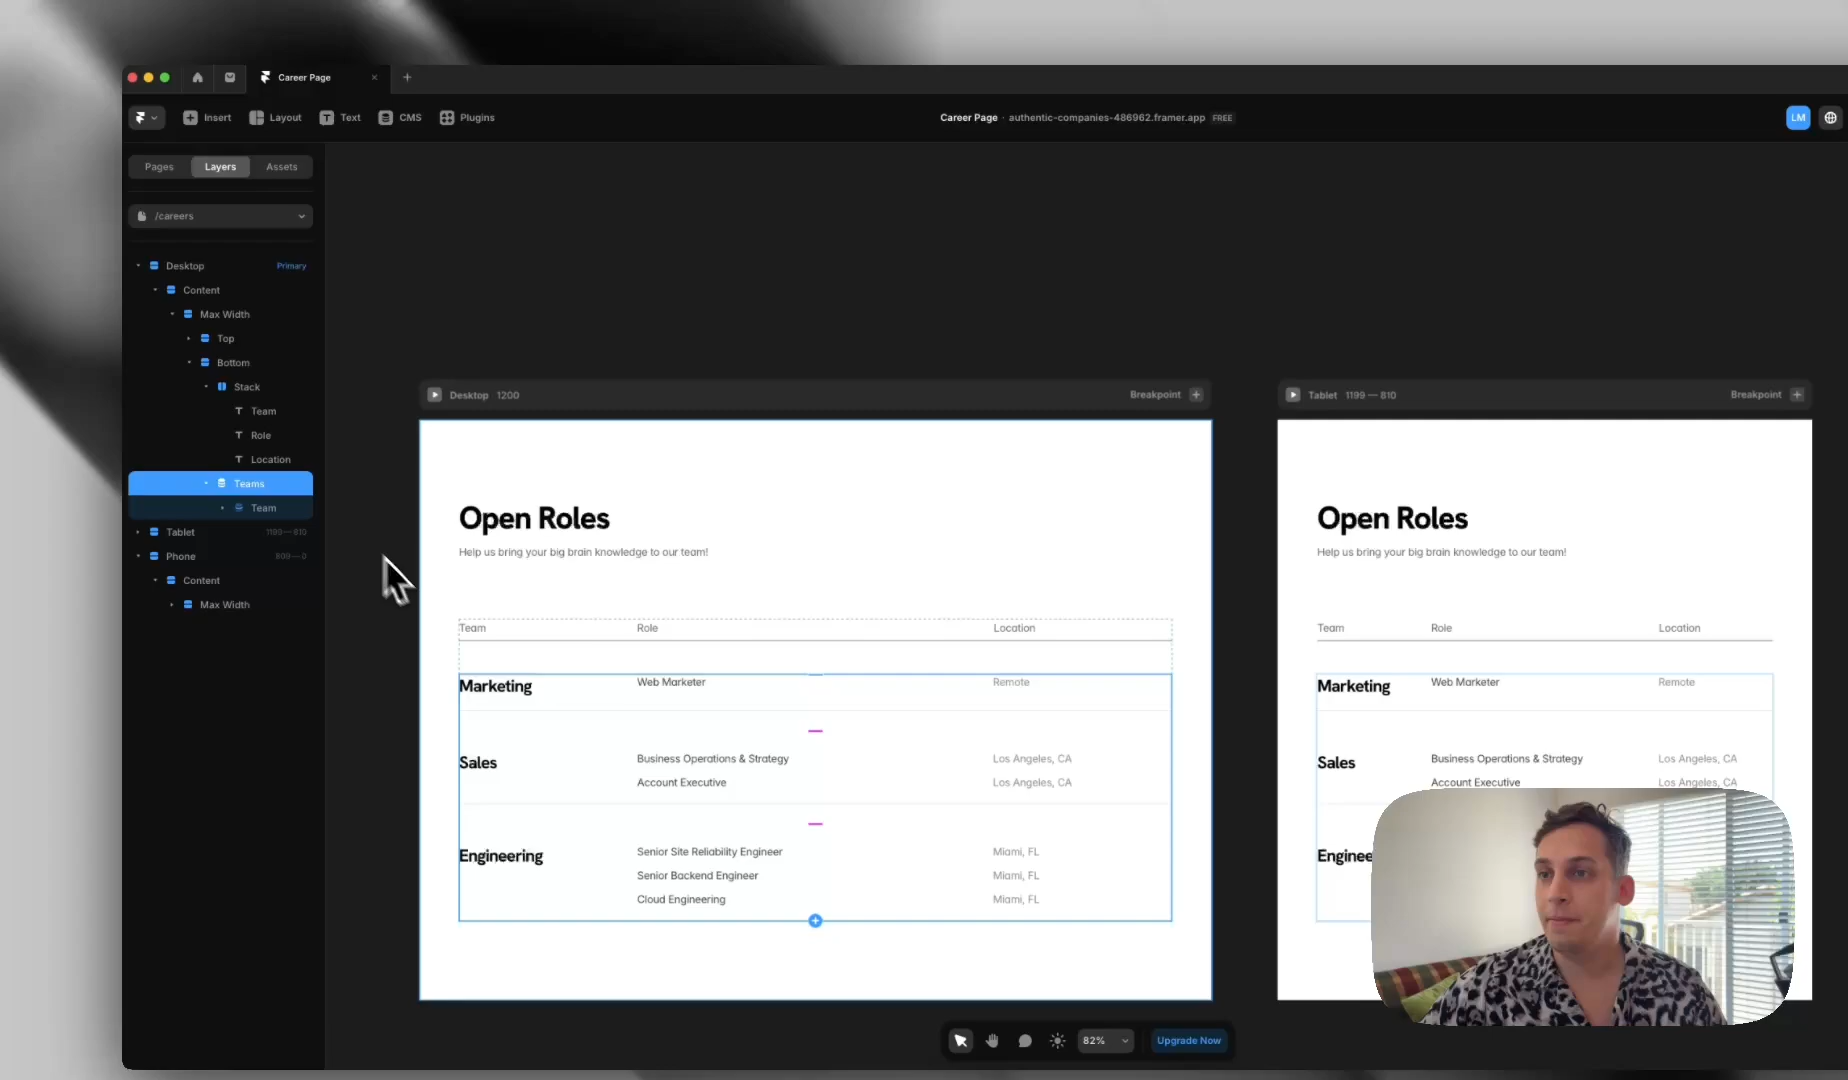 Career Page
Insert
Layout
Text
CMS
Plugins
Career Page · authentic-companies-486962.framer.app FREE
LM
Pages
Layers
Assets
/careers
Desktop
Primary
Content
Max Width
Top
Bottom
Stack
Team
Role
Location
Teams
Team
Tablet
1199—810
Phone
809—0
Content
Max Width
Desktop 1200
Breakpoint
Open Roles
Help us bring your big brain knowledge to our team!
Team Role Location
Marketing Web Marketer Remote
Sales Business Operations & Strategy Los Angeles, CA
Account Executive Los Angeles, CA
Engineering Senior Site Reliability Engineer Miami, FL
Senior Backend Engineer Miami, FL
Cloud Engineering Miami, FL
Tablet 1199 — 810
Breakpoint
Open Roles
Help us bring your big brain knowledge to our team!
Team Role Location
Marketing Web Marketer Remote
Sales Business Operations & Strategy Los Angeles, CA
Account Executive Los Angeles, CA
Enginee
82%
Upgrade Now